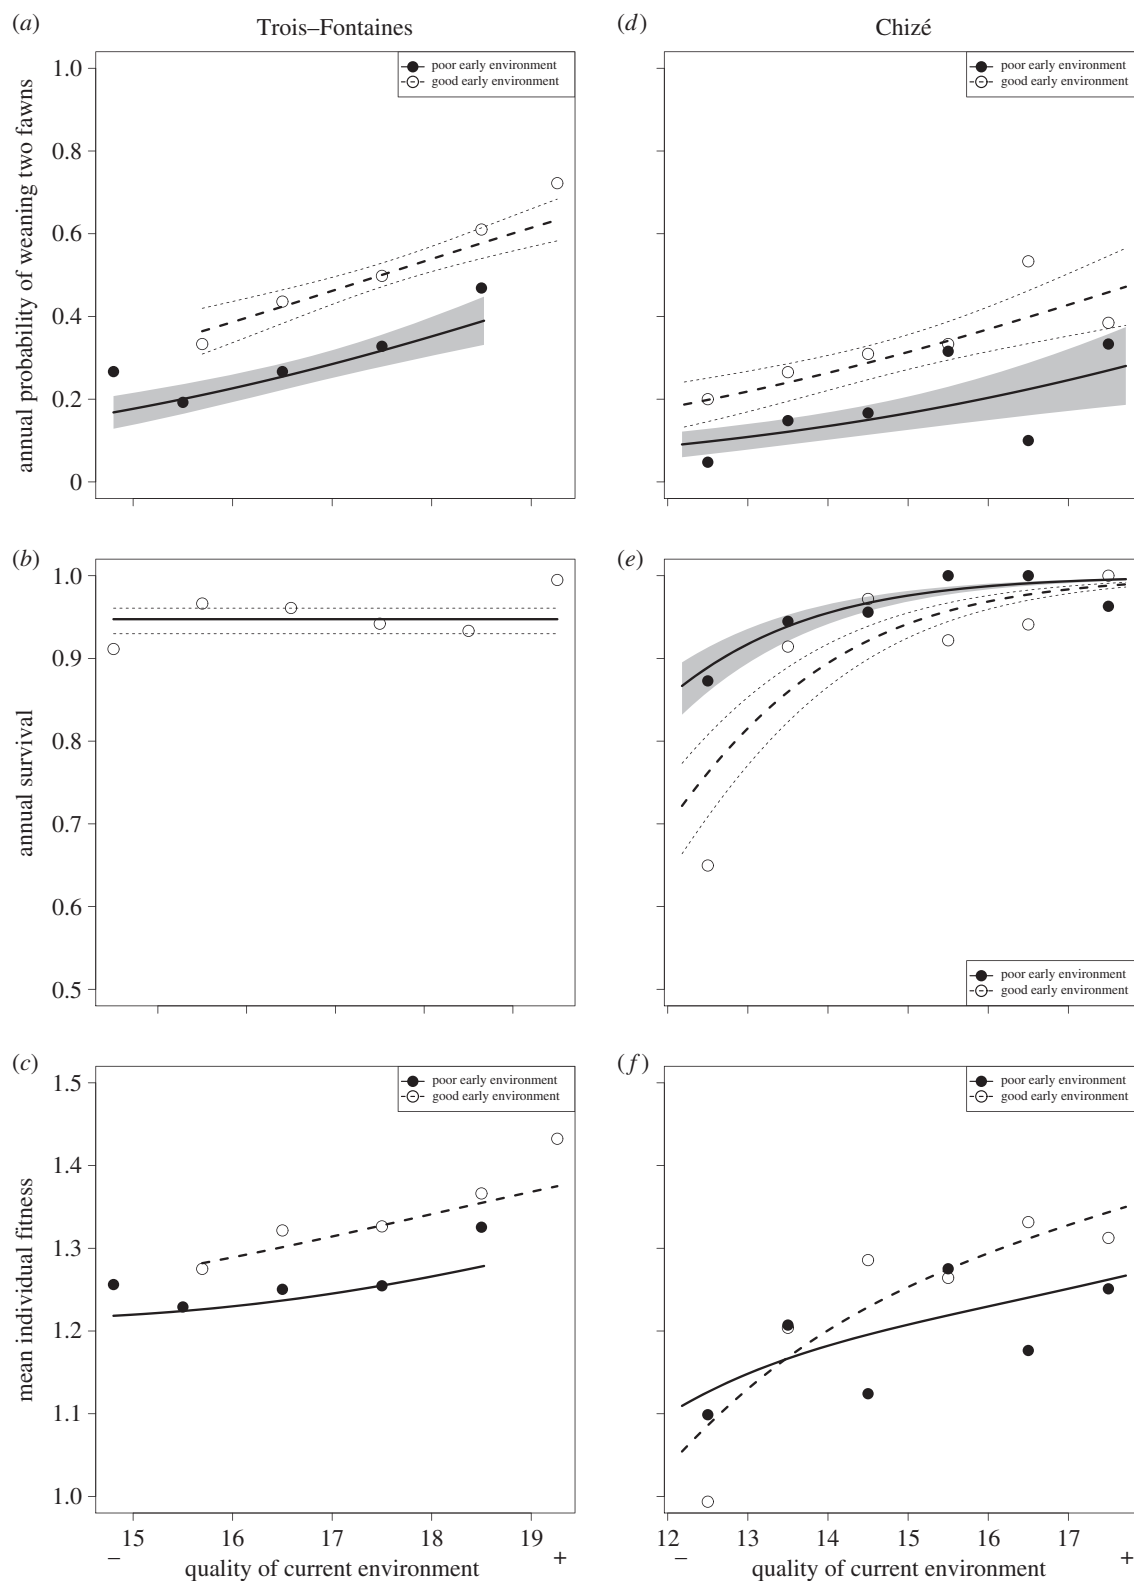 (a) Trois–Fontaines
poor early environment
good early environment
annual probability of weaning two fawns
1.0
0.8
0.6
0.4
0.2
0
(d) Chizé
poor early environment
good early environment
(b)
annual survival
1.0
0.9
0.8
0.7
0.6
0.5
(e)
poor early environment
good early environment
(c)
poor early environment
good early environment
mean individual fitness
1.5
1.4
1.3
1.2
1.1
1.0
15 16 17 18 19
– quality of current environment +
(f)
poor early environment
good early environment
12 13 14 15 16 17
– quality of current environment +